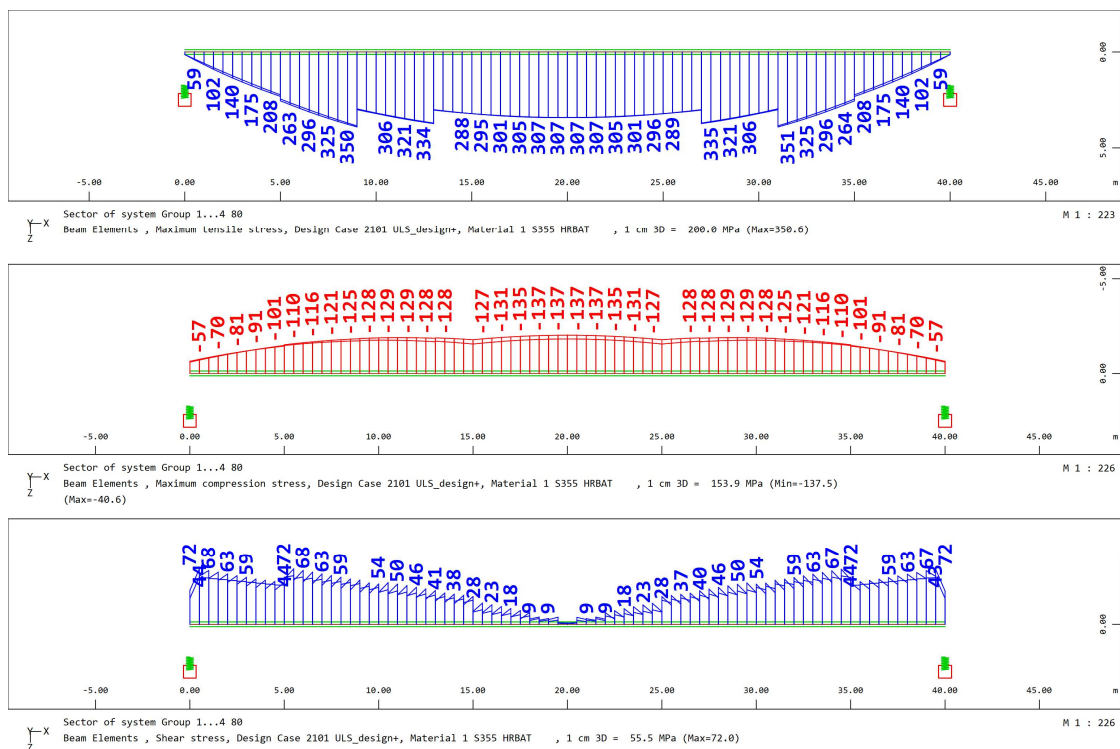 0.00
59 102 140 175 208 263 296 325 350 306 321 334 288 295 301 305 307 307 307 307 305 301 296 289 335 321 306 351 325 296 264 208 175 140 102 59
5.00
-5.00 0.00 5.00 10.00 15.00 20.00 25.00 30.00 35.00 40.00 45.00 m
Y X Z
Sector of system Group 1...4 80 M 1 : 223
Beam Elements , Maximum tensile stress, Design Case 2101 ULS_design+, Material 1 S355 HRBAT , 1 cm 3D = 200.0 MPa (Max=350.6)
-5.00
-57 -70 -81 -91 -101 -110 -116 -121 -125 -128 -129 -129 -128 -128 -127 -131 -135 -137 -137 -137 -137 -135 -131 -127 -128 -128 -129 -129 -128 -125 -121 -116 -110 -101 -91 -81 -70 -57
0.00
-5.00 0.00 5.00 10.00 15.00 20.00 25.00 30.00 35.00 40.00 45.00 m
Y X Z
Sector of system Group 1...4 80 M 1 : 226
Beam Elements , Maximum compression stress, Design Case 2101 ULS_design+, Material 1 S355 HRBAT , 1 cm 3D = 153.9 MPa (Min=-137.5)
(Max=-40.6)
72 68 63 59 44 72 68 63 59 54 50 46 41 38 28 23 18 9 9 9 9 18 23 28 37 40 46 50 54 59 63 67 44 72 59 63 67 72
0.00
-5.00 0.00 5.00 10.00 15.00 20.00 25.00 30.00 35.00 40.00 45.00 m
Y X Z
Sector of system Group 1...4 80 M 1 : 226
Beam Elements , Shear stress, Design Case 2101 ULS_design+, Material 1 S355 HRBAT , 1 cm 3D = 55.5 MPa (Max=72.0)